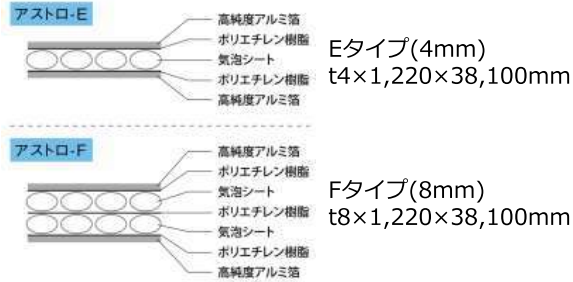 アストロ-E
高純度アルミ箔
ポリエチレン樹脂
気泡シート
ポリエチレン樹脂
高純度アルミ箔
Eタイプ(4mm)
t4×1,220×38,100mm
アストロ-F
高純度アルミ箔
ポリエチレン樹脂
気泡シート
ポリエチレン樹脂
気泡シート
ポリエチレン樹脂
高純度アルミ箔
Fタイプ(8mm)
t8×1,220×38,100mm